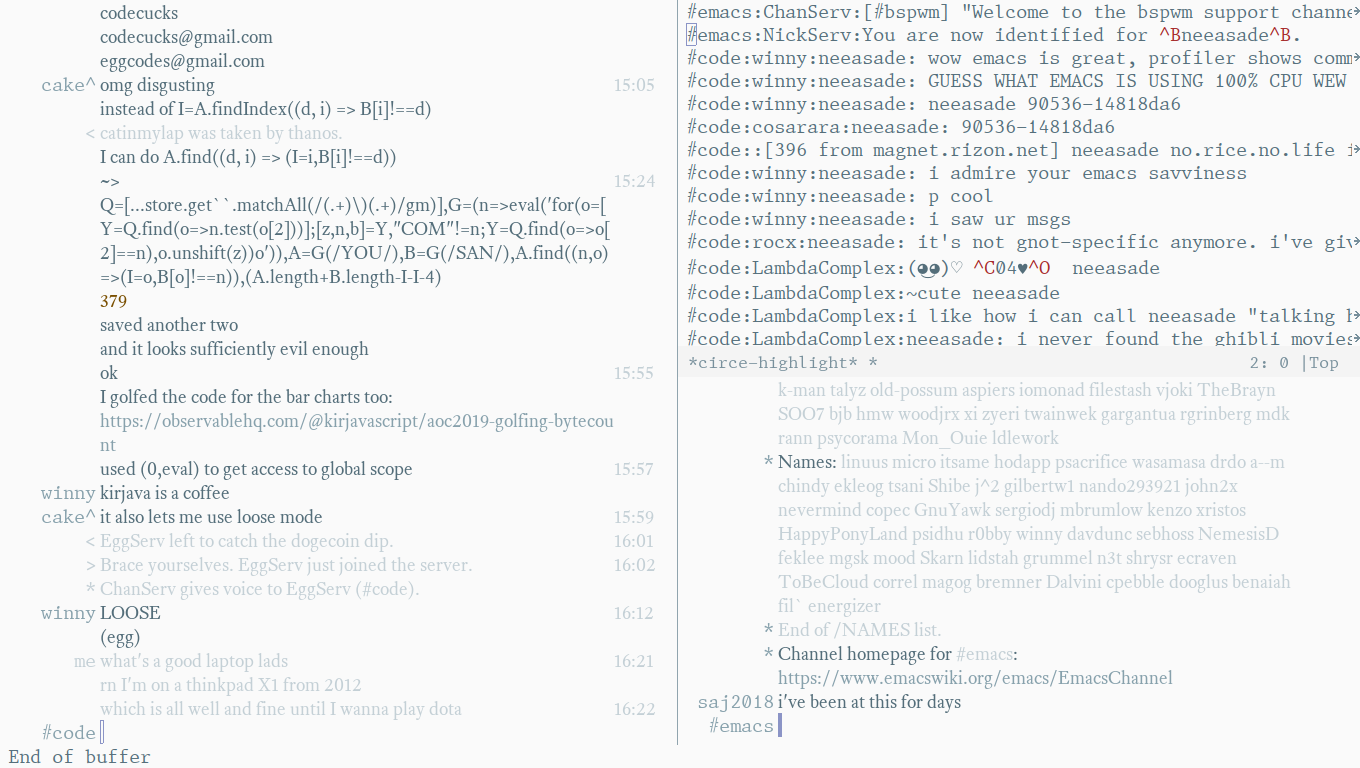 codecucks
codecucks@gmail.com
eggcodes@gmail.com
cake^ omg disgusting 15:05
instead of I=A.findIndex((d, i) => B[i]!==d)
< catinmylap was taken by thanos.
I can do A.find((d, i) => (I=i,B[i]!==d))
~> 15:24
Q=[...store.get``.matchAll(/(.+)\)(.+)/gm)],G=(n=>eval('for(o=[
Y=Q.find(o=>n.test(o[2]))];[z,n,b]=Y,"COM"!=n;Y=Q.find(o=>o[
2]==n),o.unshift(z))o')),A=G(/YOU/),B=G(/SAN/),A.find((n,o)
=>(I=o,B[o]!==n)),(A.length+B.length-I-I-4)
379
saved another two
and it looks sufficiently evil enough
ok 15:55
I golfed the code for the bar charts too:
https://observablehq.com/@kirjavascript/aoc2019-golfing-bytecou
nt
used (0,eval) to get access to global scope 15:57
winny kirjava is a coffee
cake^ it also lets me use loose mode 15:59
< EggServ left to catch the dogecoin dip. 16:01
> Brace yourselves. EggServ just joined the server. 16:02
* ChanServ gives voice to EggServ (#code).
winny LOOSE 16:12
(egg)
me what's a good laptop lads 16:21
rn I'm on a thinkpad X1 from 2012
which is all well and fine until I wanna play dota 16:22
#code
End of buffer
#emacs:ChanServ:[#bspwm] "Welcome to the bspwm support channe
#emacs:NickServ:You are now identified for ^Bneeasade^B.
#code:winny:neeasade: wow emacs is great, profiler shows comm
#code:winny:neeasade: GUESS WHAT EMACS IS USING 100% CPU WEW
#code:winny:neeasade: neeasade 90536-14818da6
#code:cosarara:neeasade: 90536-14818da6
#code::[396 from magnet.rizon.net] neeasade no.rice.no.life i
#code:winny:neeasade: i admire your emacs savviness
#code:winny:neeasade: p cool
#code:winny:neeasade: i saw ur msgs
#code:rocx:neeasade: it's not gnot-specific anymore. i've giv
#code:LambdaComplex:(◕‿◕)♡ ^C04♥^O  neeasade
#code:LambdaComplex:~cute neeasade
#code:LambdaComplex:i like how i can call neeasade "talking h
#code:LambdaComplex:neeasade: i never found the ghibli movies
*circe-highlight* * 2: 0 |Top
k-man talyz old-possum aspiers iomonad filestash vjoki TheBrayn
SOO7 bjb hmw woodjrx xi zyeri twainwek gargantua rgrinberg mdk
rann psycorama Mon_Ouie ldlework
* Names: linuus micro itsame hodapp psacrifice wasamasa drdo a--m
chindy ekleog tsani Shibe j^2 gilbertw1 nando293921 john2x
nevermind copec GnuYawk sergiodj mbrumlow kenzo xristos
HappyPonyLand psidhu r0bby winny davdunc sebhoss NemesisD
feklee mgsk mood Skarn lidstah grummel n3t shrysr ecraven
ToBeCloud correl magog bremner Dalvini cpebble dooglus benaiah
fil` energizer
* End of /NAMES list.
* Channel homepage for #emacs:
https://www.emacswiki.org/emacs/EmacsChannel
saj2018 i've been at this for days
#emacs